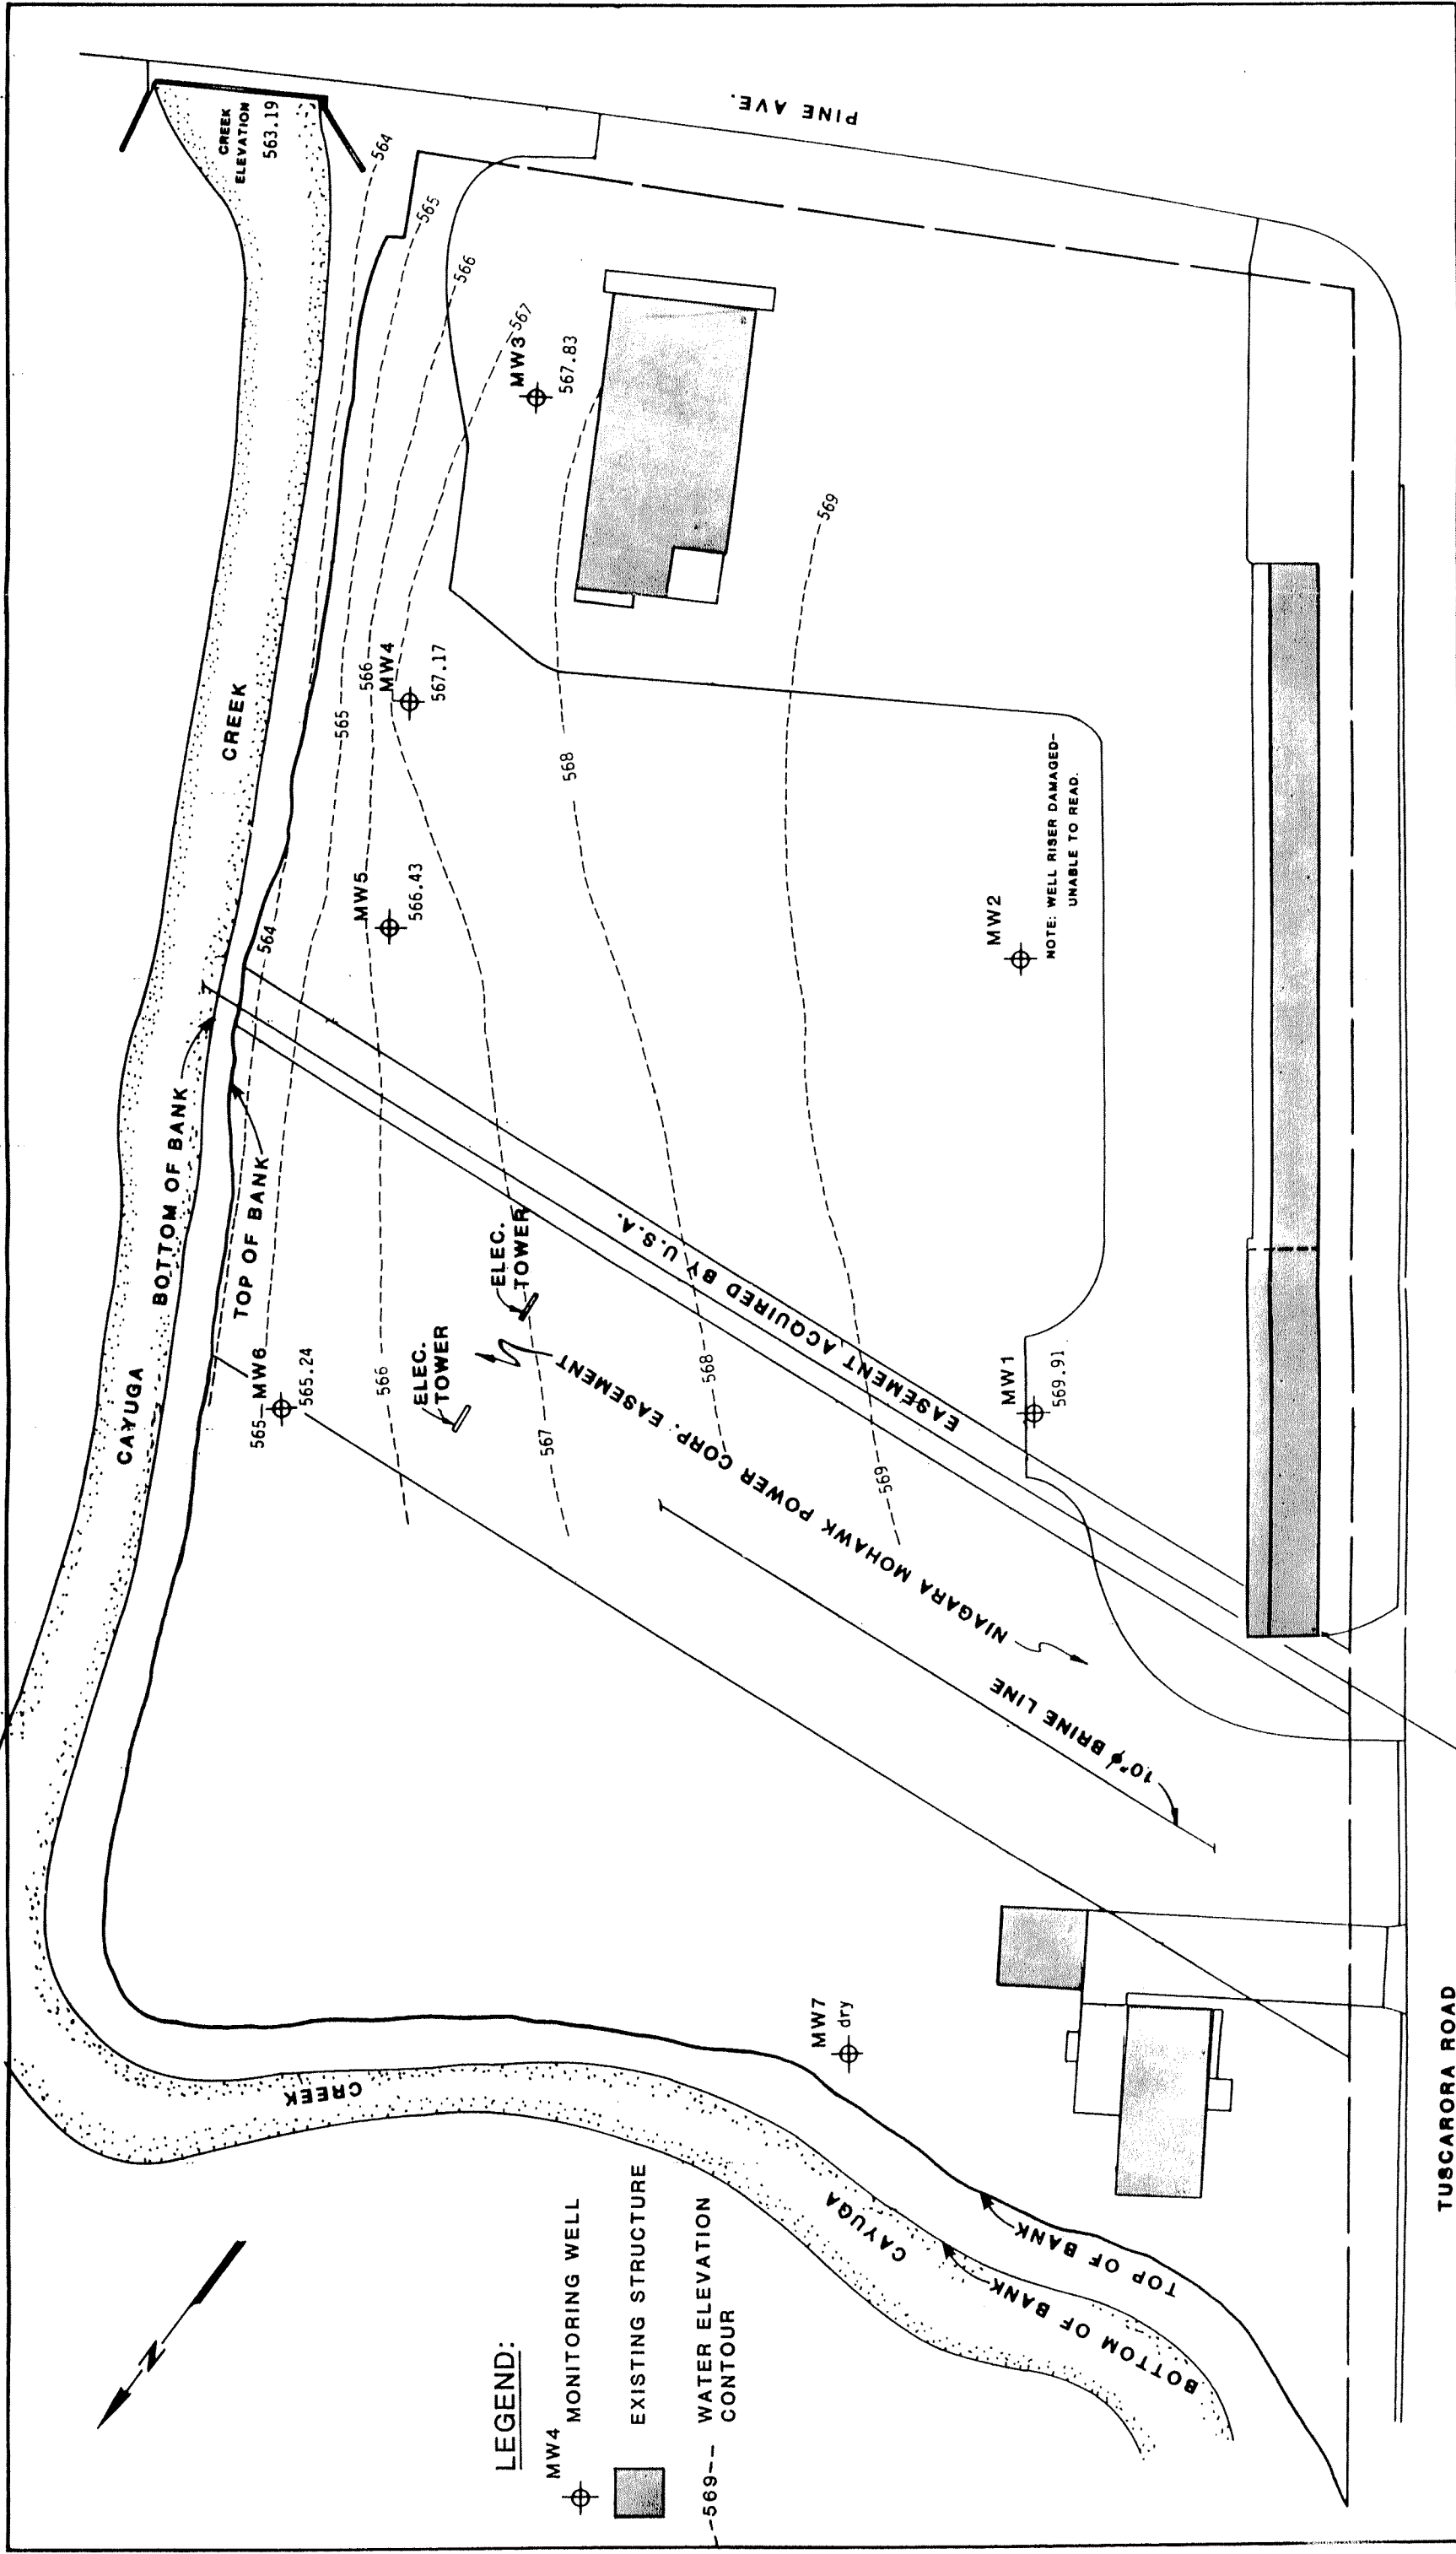 PINE AVE.
CREEK
ELEVATION
563.19
564
565
566
567
MW3
567.83
569
568
CREEK
565
566
MW4
567.17
MW5
566.43
564
MW2
NOTE: WELL RISER DAMAGED-
UNABLE TO READ.
BOTTOM OF BANK
TOP OF BANK
CAYUGA
565
MW6
565.24
566
ELEC.
TOWER
ELEC.
TOWER
567
568
569
EASEMENT ACQUIRED BY U.S.A.
NIAGARA MOHAWK POWER CORP. EASEMENT
MW1
569.91
10"ϕ BRINE LINE
MW7
dry
CREEK
CAYUGA
TOP OF BANK
BOTTOM OF BANK
TUSCARORA ROAD
N
LEGEND:
MW4
MONITORING WELL
EXISTING STRUCTURE
--569-- WATER ELEVATION
CONTOUR